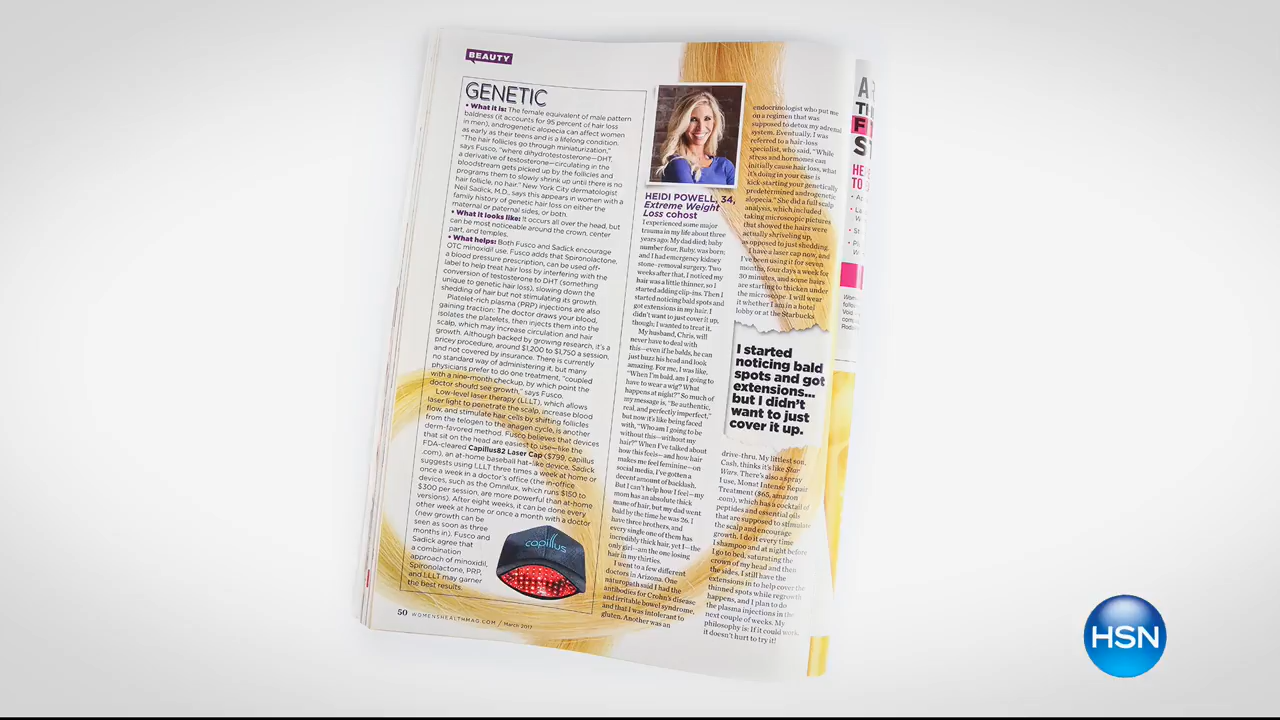 BEAUTY
GENETIC
• What it is: The female equivalent of male pattern
baldness (it accounts for 95 percent of hair loss
in men), androgenetic alopecia can affect women
as early as their teens and is a lifelong condition.
"The hair follicles go through miniaturization,"
says Fusco, "where dihydrotestosterone—DHT,
a derivative of testosterone—circulating in the
bloodstream gets picked up by the follicles and
programs them to slowly shrink up until there is no
hair follicle, no hair." New York City dermatologist
Neil Sadick, M.D., says this appears in women with a
family history of genetic hair loss on either the
maternal or paternal sides, or both.
• What it looks like: It occurs all over the head, but
can be most noticeable around the crown, center
part, and temples.
• What helps: Both Fusco and Sadick encourage
OTC minoxidil use. Fusco adds that Spironolactone,
a blood pressure prescription, can be used off-
label to help treat hair loss by interfering with the
conversion of testosterone to DHT (something
unique to genetic hair loss), slowing down the
shedding of hair but not stimulating its growth.
Platelet-rich plasma (PRP) injections are also
gaining traction: The doctor draws your blood,
isolates the platelets, then injects them into the
scalp, which may increase circulation and hair
growth. Although backed by growing research, it's a
pricey procedure, around $1,200 to $1,750 a session,
and not covered by insurance. There is currently
no standard way of administering it, but many
physicians prefer to do one treatment, "coupled
with a nine-month checkup, by which point the
doctor should see growth," says Fusco.
Low-level laser therapy (LLLT), which allows
laser light to penetrate the scalp, increase blood
flow, and stimulate hair cells by shifting follicles
from the telogen to the anagen cycle, is another
derm-favored method. Fusco believes that devices
that sit on the head are easiest to use—like the
FDA-cleared Capillus82 Laser Cap ($799, capillus
.com), an at-home baseball hat-like device. Sadick
suggests using LLLT three times a week at home or
once a week in a doctor's office (the in-office
devices, such as the Omnilux, which runs $150 to
$300 per session, are more powerful than at-home
versions). After eight weeks, it can be done every
other week at home or once a month with a doctor
(new growth can be
seen as soon as three
months in). Fusco and
Sadick agree that
a combination
approach of minoxidil,
Spironolactone, PRP,
and LLLT may garner
the best results.
capillus
50 WOMENSHEALTHMAG.COM / March 2017
HEIDI POWELL, 34,
Extreme Weight
Loss cohost
I experienced some major
trauma in my life about three
years ago: My dad died; baby
number four, Ruby, was born;
and I had emergency kidney
stone-removal surgery. Two
weeks after that, I noticed my
hair was a little thinner, so I
started adding clip-ins. Then I
started noticing bald spots and
got extensions in my hair. I
didn't want to just cover it up,
though; I wanted to treat it.
My husband, Chris, will
never have to deal with
this—even if he balds, he can
just buzz his head and look
amazing. For me, I was like,
"When I'm bald, am I going to
have to wear a wig? What
happens at night?" So much of
my message is, "Be authentic,
real, and perfectly imperfect,"
but now it's like being faced
with, "Who am I going to be
without this—without my
hair?" When I've talked about
how this feels—and how hair
makes me feel feminine—on
social media, I've gotten a
decent amount of backlash.
But I can't help how I feel—my
mom has an absolute thick
mane of hair, but my dad went
bald by the time he was 26. I
have three brothers, and
every single one of them has
incredibly thick hair, yet I—the
only girl—am the one losing
hair in my thirties.
I went to a few different
doctors in Arizona. One
naturopath said I had the
antibodies for Crohn's disease
and irritable bowel syndrome,
and that I was intolerant to
gluten. Another was an
endocrinologist who put me
on a regimen that was
supposed to detox my adrenal
system. Eventually, I was
referred to a hair-loss
specialist, who said, "While
stress and hormones can
initially cause hair loss, what
it's doing in your case is
kick-starting your genetically
predetermined androgenetic
alopecia." She did a full scalp
analysis, which included
taking microscopic pictures
that showed the hairs were
actually shriveling up,
as opposed to just shedding.
I have a laser cap now, and
I've been using it for seven
months, four days a week for
30 minutes, and some hairs
are starting to thicken under
the microscope. I will wear
it whether I am in a hotel
lobby or at the Starbucks
I started
noticing bald
spots and got
extensions...
but I didn't
want to just
cover it up.
drive-thru. My littlest son,
Cash, thinks it's like Star
Wars. There's also a spray
I use, Monat Intense Repair
Treatment ($65, amazon
.com), which has a cocktail of
peptides and essential oils
that are supposed to stimulate
the scalp and encourage
growth. I do it every time
I shampoo and at night before
I go to bed, saturating the
crown of my head and then
the sides. I still have the
extensions in to help cover the
thinned spots while regrowth
happens, and I plan to do
the plasma injections in the
next couple of weeks. My
philosophy is: If it could work,
it doesn't hurt to try it!
HSN